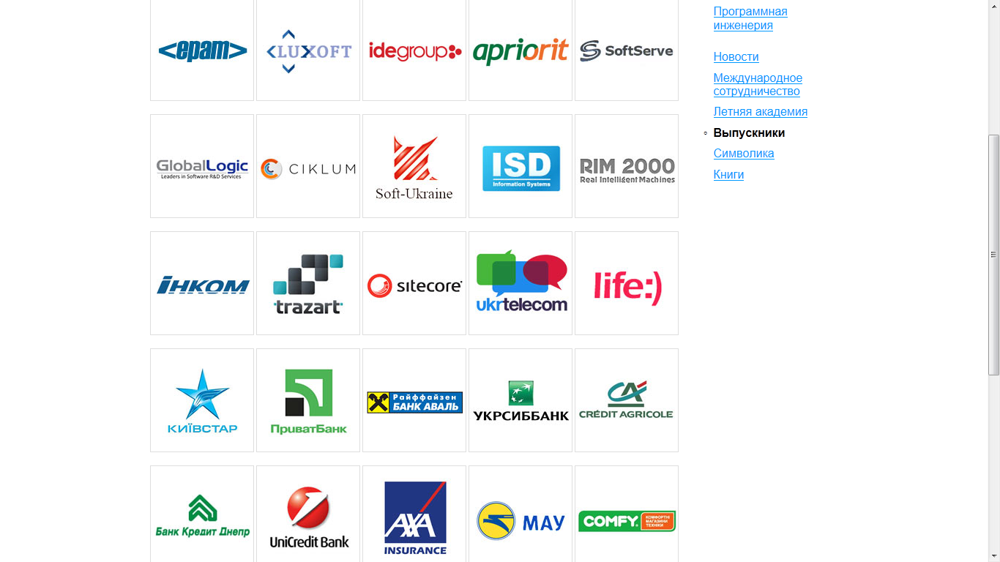 <epam>
LUXOFT
idegroup
apriorit
SoftServe
GlobalLogic
Leaders in Software R&D Services
CIKLUM
Soft-Ukraine
ISD
Information Systems
RIM 2000
Real Intelligent Machines
ІНКОМ
trazart
sitecore
ukrtelecom
life:)
КИЇВСТАР
ПриватБанк
Райффайзен
БАНК АВАЛЬ
УКРСИББАНК
CA
CRÉDIT AGRICOLE
Банк Кредит Днепр
UniCredit Bank
AXA
INSURANCE
МАУ
COMFY
КОМФОРТНІ
МАГАЗИНИ
ТЕХНІКИ
Программная
инженерия
Новости
Международное
сотрудничество
Летняя академия
Выпускники
Символика
Книги